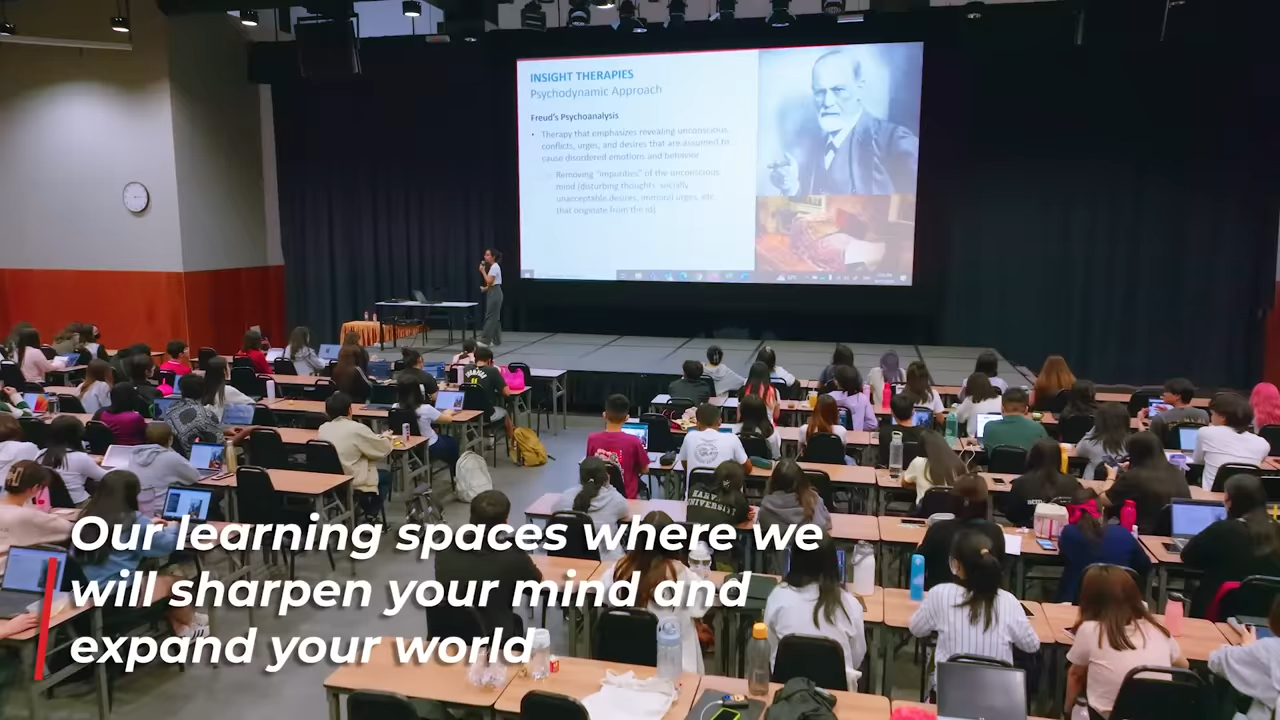 INSIGHT THERAPIES
Psychodynamic Approach
Freud's Psychoanalysis
• Therapy that emphasizes revealing unconscious
conflicts, urges, and desires that are assumed to
cause disordered emotions and behavior
Removing "impurities" of the unconscious
mind (disturbing thoughts, socially
unacceptable desires, immoral urges, etc.
that originate from the id)
HARVARD
UNIVERSITY
Our learning spaces where we
will sharpen your mind and
expand your world